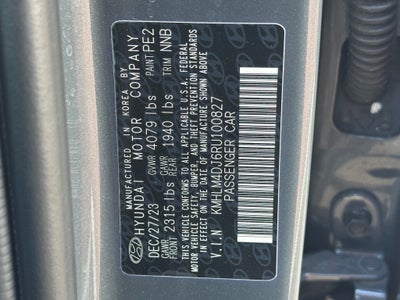 MANUFACTURED IN KOREA BY
HYUNDAI MOTOR COMPANY
DEC/27/23 GVWR 4079 lbs PAINT PE2
GAWR FRONT 2315 lbs GAWR REAR 1940 lbs TRIM NNB
THIS VEHICLE CONFORMS TO ALL APPLICABLE U.S.A. FEDERAL
MOTOR VEHICLE SAFETY BUMPER AND THEFT PREVENTION STANDARDS
IN EFFECT ON THE DATE OF MANUFACTURE SHOWN ABOVE
V.I.N KMHLM4DJ6RU100827
PASSENGER CAR